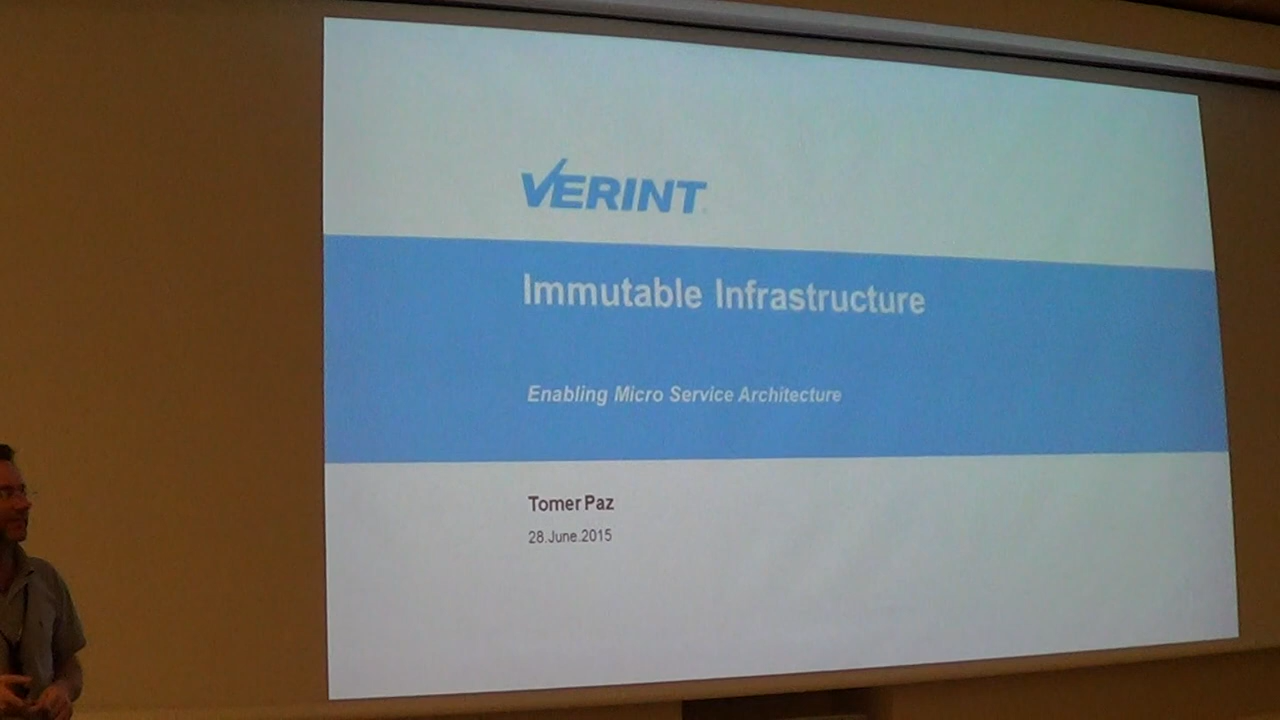 VERINT
Immutable Infrastructure
Enabling Micro Service Architecture
Tomer Paz
28.June.2015